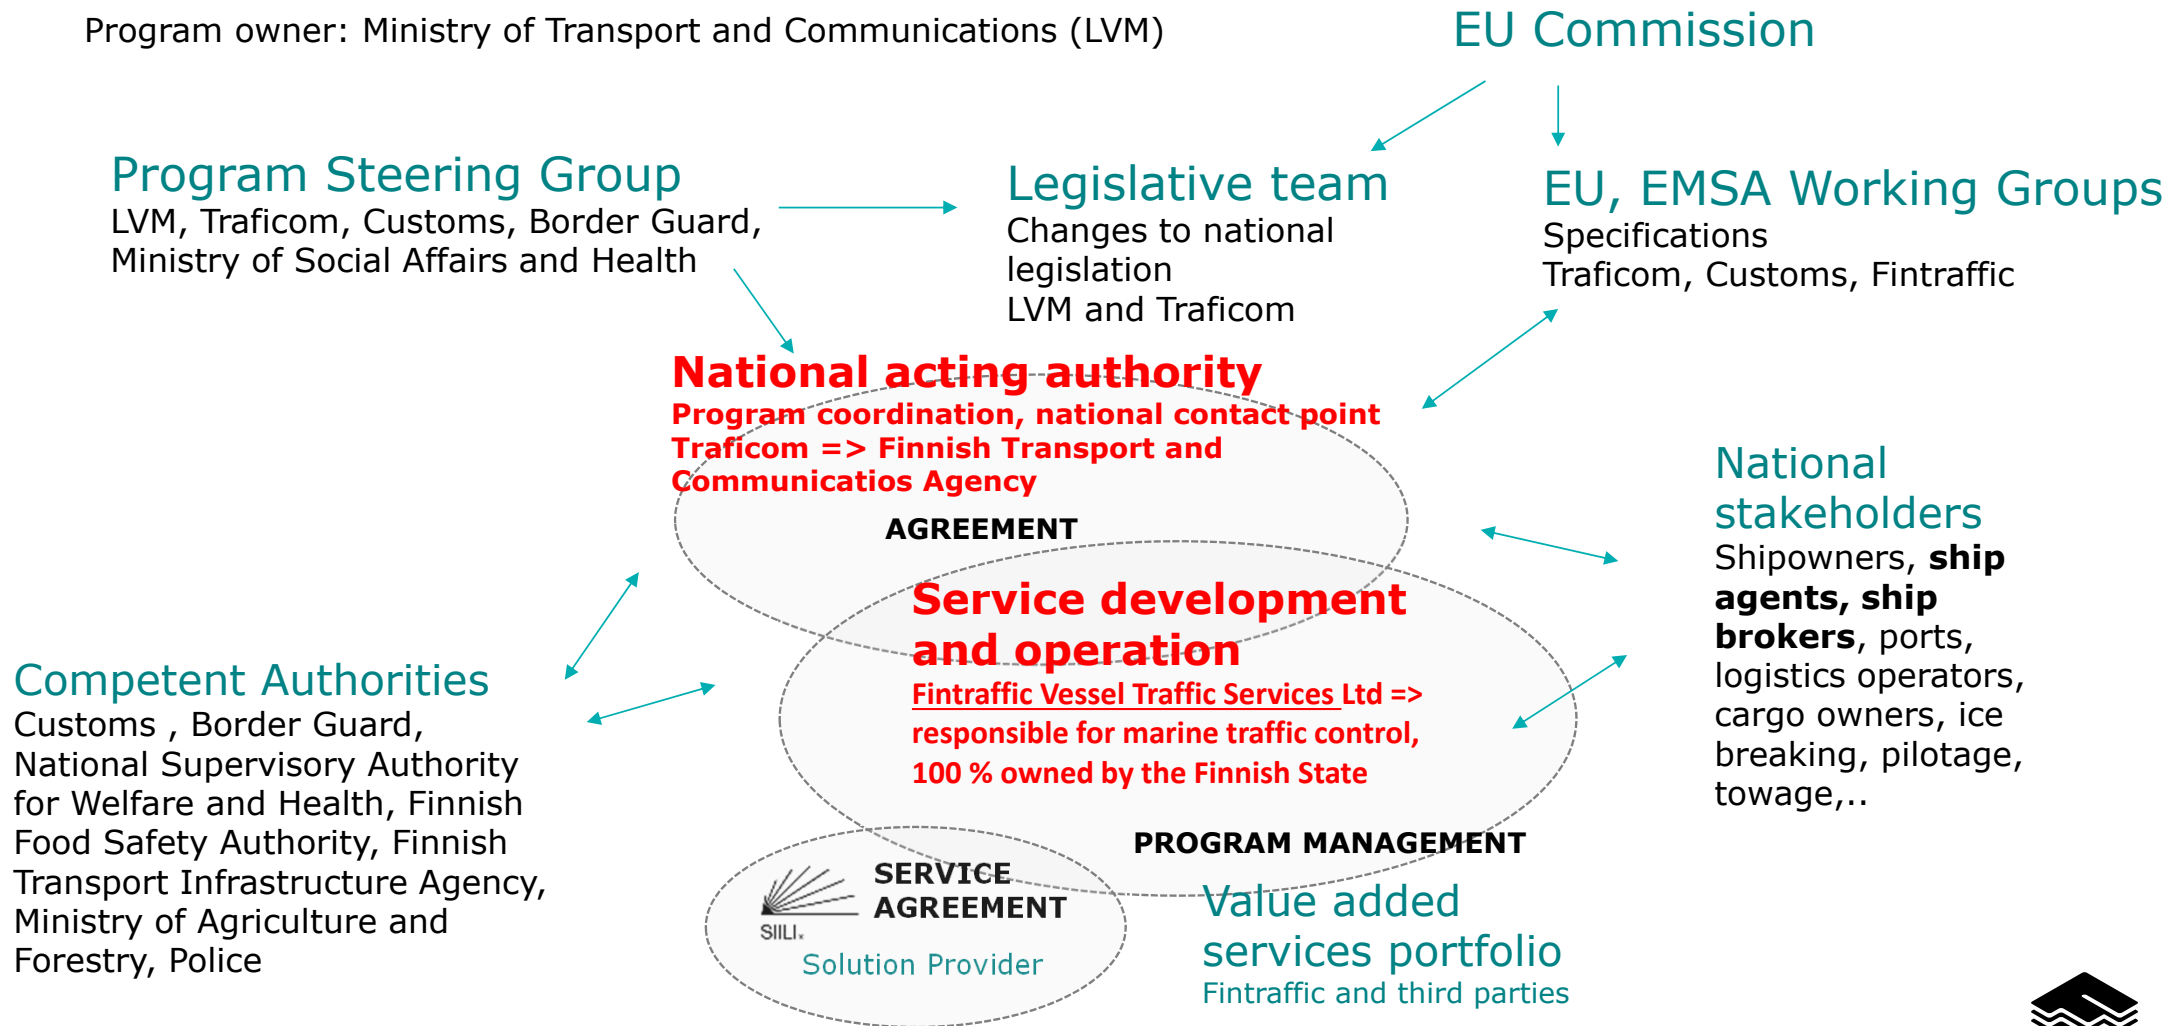 Program owner: Ministry of Transport and Communications (LVM)
EU Commission
Program Steering Group
LVM, Traficom, Customs, Border Guard,
Ministry of Social Affairs and Health
Legislative team
Changes to national
legislation
LVM and Traficom
EU, EMSA Working Groups
Specifications
Traficom, Customs, Fintraffic
National acting authority
Program coordination, national contact point
Traficom => Finnish Transport and
Communicatios Agency
AGREEMENT
Service development
and operation
Fintraffic Vessel Traffic Services Ltd =>
responsible for marine traffic control,
100 % owned by the Finnish State
PROGRAM MANAGEMENT
National
stakeholders
Shipowners, ship
agents, ship
brokers, ports,
logistics operators,
cargo owners, ice
breaking, pilotage,
towage,..
Competent Authorities
Customs , Border Guard,
National Supervisory Authority
for Welfare and Health, Finnish
Food Safety Authority, Finnish
Transport Infrastructure Agency,
Ministry of Agriculture and
Forestry, Police
SERVICE
AGREEMENT
SIILI
Solution Provider
Value added
services portfolio
Fintraffic and third parties